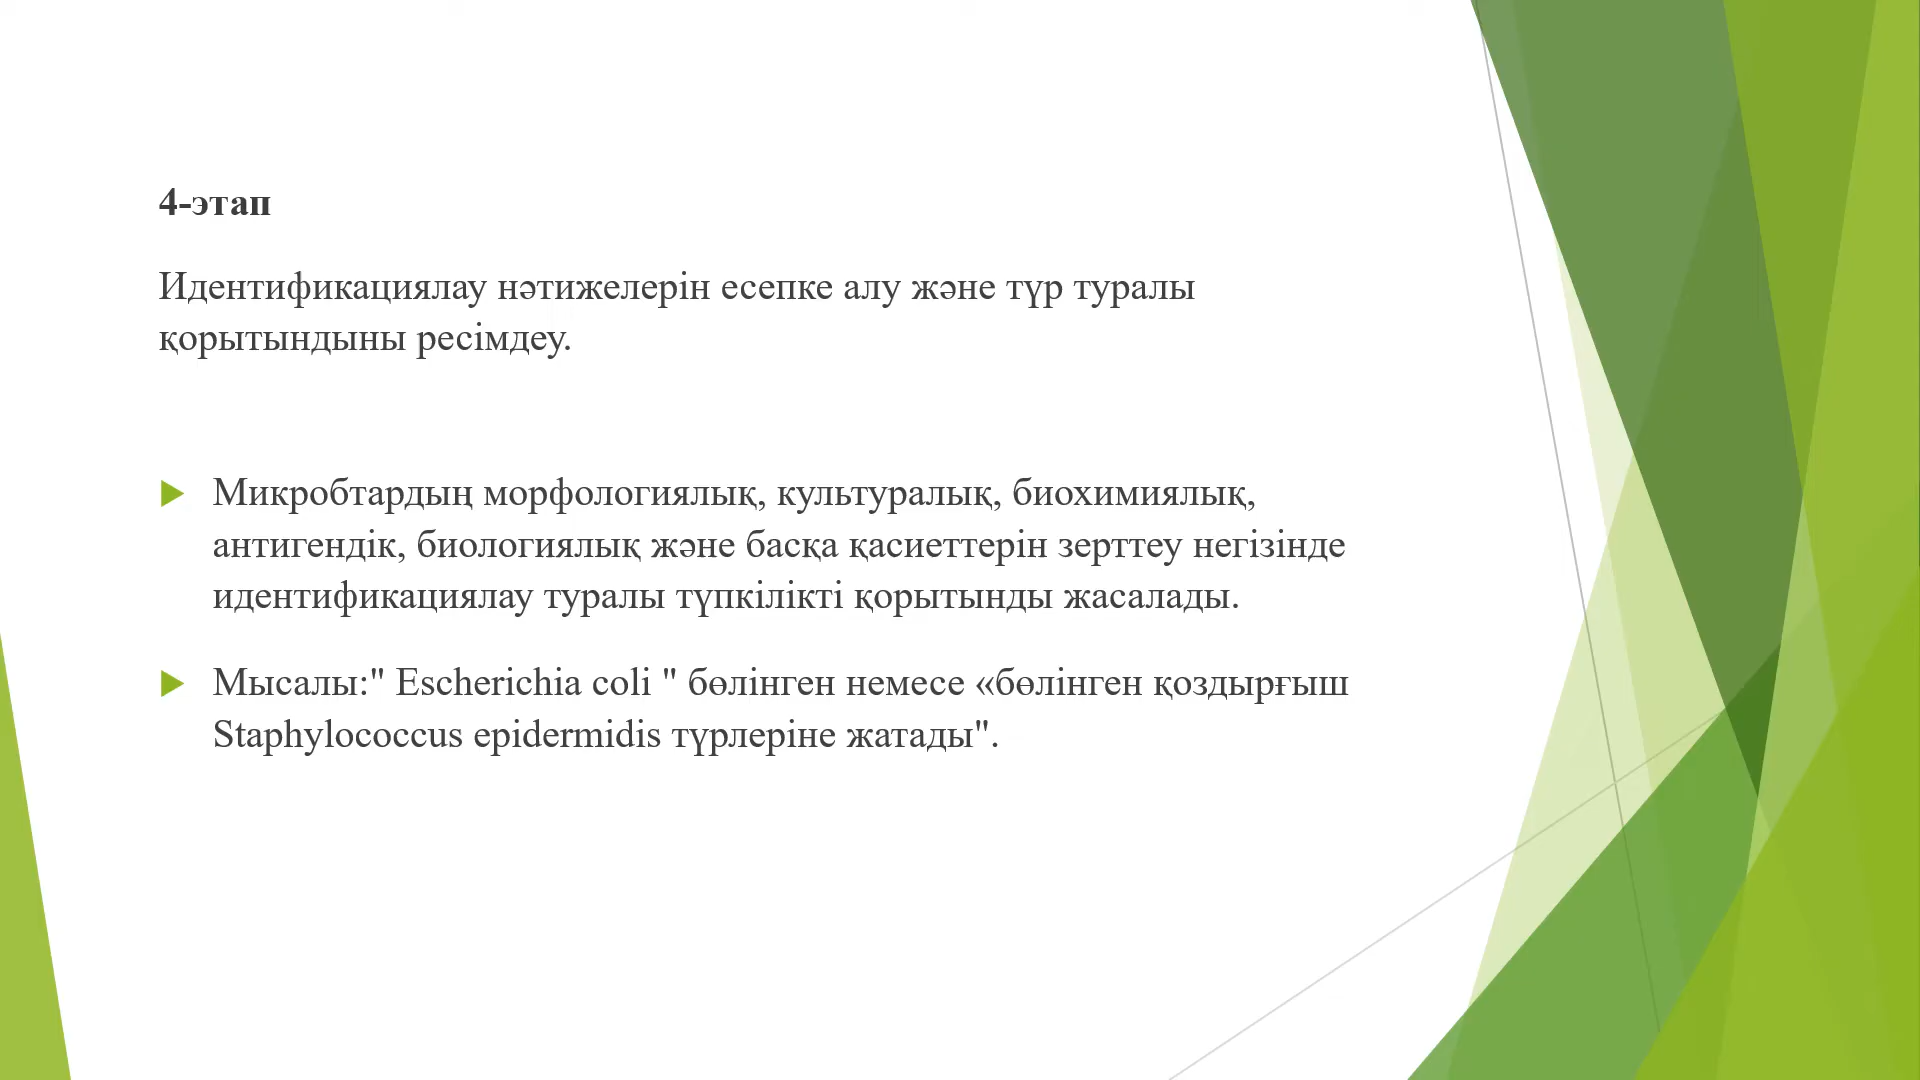 4-этап
Идентификациялау нәтижелерін есепке алу және түр туралы
қорытындыны ресімдеу.
Микробтардың морфологиялық, культуралық, биохимиялық,
антигендік, биологиялық және басқа қасиеттерін зерттеу негізінде
идентификациялау туралы түпкілікті қорытынды жасалады.
Мысалы:" Escherichia coli " бөлінген немесе «бөлінген қоздырғыш
Staphylococcus epidermidis түрлеріне жатады".